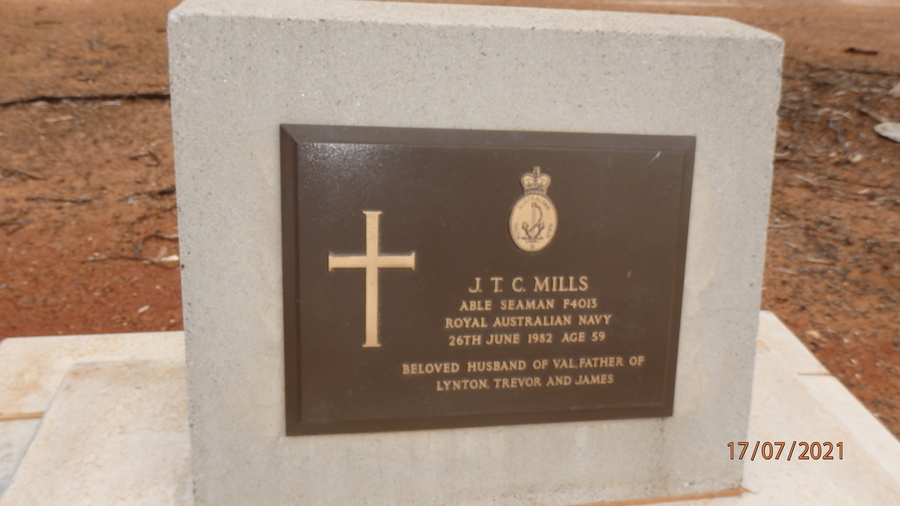 AUSTRALIAN
J. T. C. MILLS
ABLE SEAMAN F4013
ROYAL AUSTRALIAN NAVY
26TH JUNE 1982 AGE 59
BELOVED HUSBAND OF VAL, FATHER OF
LYNTON, TREVOR AND JAMES
17/07/2021